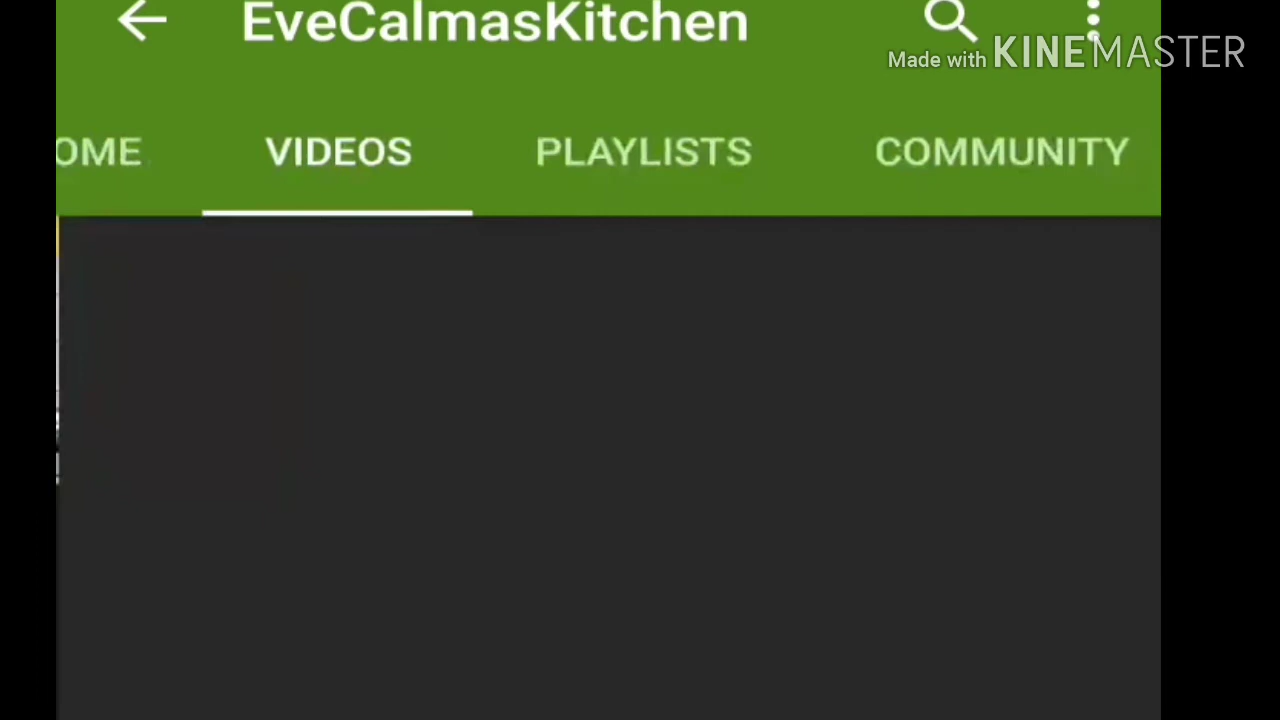 EveCalmasKitchen
Made with KINEMASTER
OME
VIDEOS
PLAYLISTS
COMMUNITY